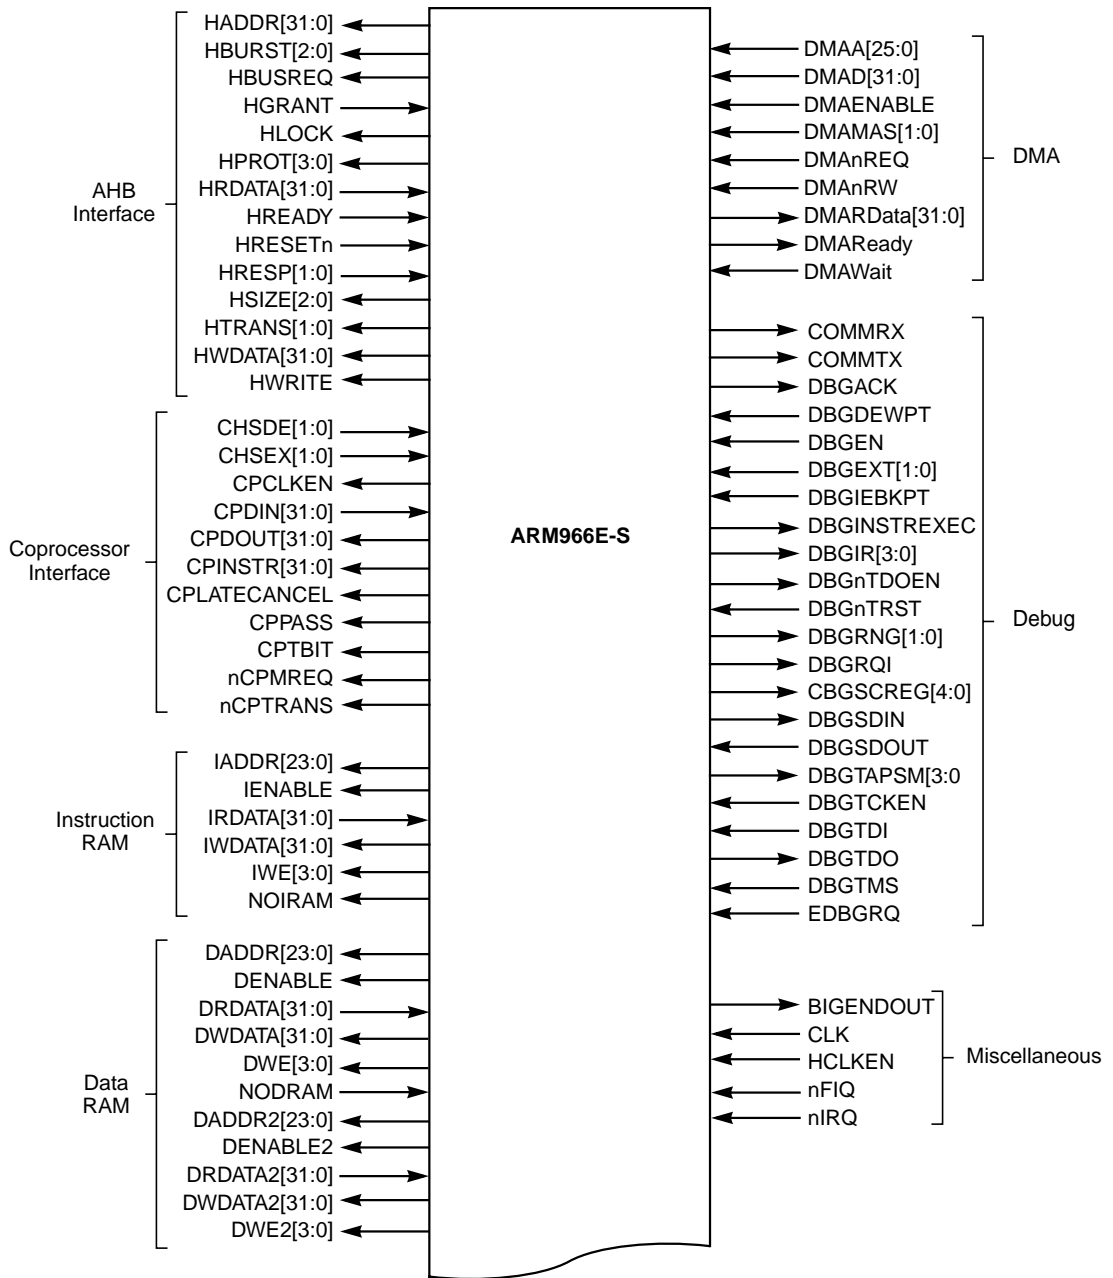 HADDR[31:0]
HBURST[2:0]
HBUSREQ
HGRANT
HLOCK
HPROT[3:0]
HRDATA[31:0]
HREADY
HRESETn
HRESP[1:0]
HSIZE[2:0]
HTRANS[1:0]
HWDATA[31:0]
HWRITE
AHB
Interface
CHSDE[1:0]
CHSEX[1:0]
CPCLKEN
CPDIN[31:0]
CPDOUT[31:0]
CPINSTR[31:0]
CPLATECANCEL
CPPASS
CPTBIT
nCPMREQ
nCPTRANS
Coprocessor
Interface
IADDR[23:0]
IENABLE
IRDATA[31:0]
IWDATA[31:0]
IWE[3:0]
NOIRAM
Instruction
RAM
DADDR[23:0]
DENABLE
DRDATA[31:0]
DWDATA[31:0]
DWE[3:0]
NODRAM
DADDR2[23:0]
DENABLE2
DRDATA2[31:0]
DWDATA2[31:0]
DWE2[3:0]
Data
RAM
ARM966E-S
DMAA[25:0]
DMAD[31:0]
DMAENABLE
DMAMAS[1:0]
DMAnREQ
DMAnRW
DMARData[31:0]
DMAReady
DMAWait
DMA
COMMRX
COMMTX
DBGACK
DBGDEWPT
DBGEN
DBGEXT[1:0]
DBGIEBKPT
DBGINSTREXEC
DBGIR[3:0]
DBGnTDOEN
DBGnTRST
DBGRNG[1:0]
DBGRQI
CBGSCREG[4:0]
DBGSDIN
DBGSDOUT
DBGTAPSM[3:0
DBGTCKEN
DBGTDI
DBGTDO
DBGTMS
EDBGRQ
Debug
BIGENDOUT
CLK
HCLKEN
nFIQ
nIRQ
Miscellaneous